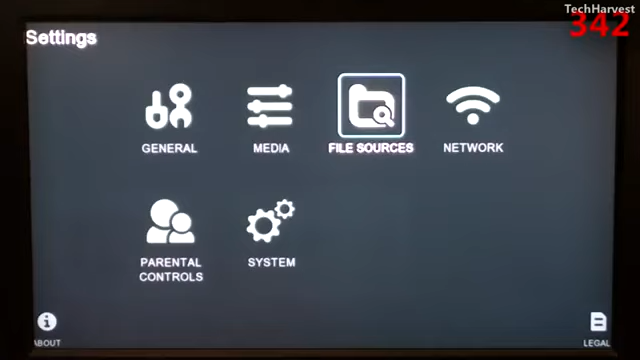 TechHarvest
342
Settings
GENERAL
MEDIA
FILE SOURCES
NETWORK
PARENTAL
CONTROLS
SYSTEM
ABOUT
LEGAL